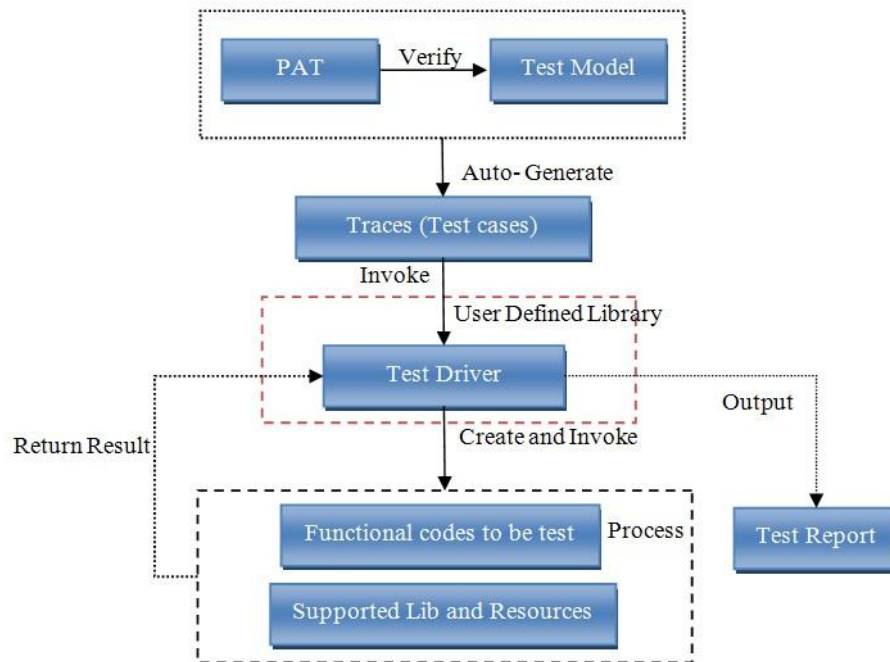 PAT
Verify
Test Model
Auto- Generate
Traces (Test cases)
Invoke
User Defined Library
Test Driver
Output
Return Result
Create and Invoke
Functional codes to be test
Process
Test Report
Supported Lib and Resources